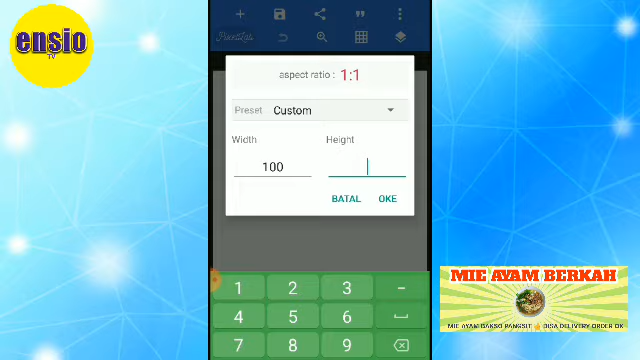 ensio
TV
PixelLab
aspect ratio : 1:1
Preset Custom
Width Height
100
BATAL OKE
1 2 3 -
4 5 6
7 8 9
MIE AYAM BERKAH
MIE AYAM BAKSO PANGSIT 👍 BISA DELIVERY ORDER OK